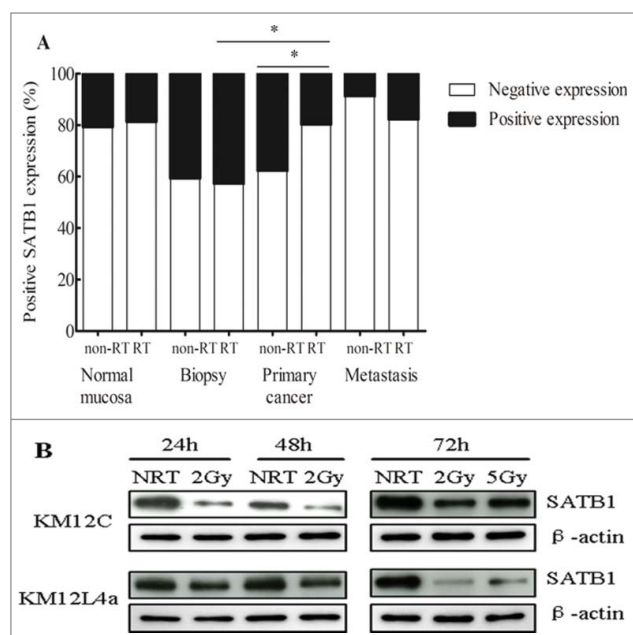 A
*
*
Positive SATB1 expression (%)
100
80
60
40
20
0
Negative expression
Positive expression
non-RT RT non-RT RT non-RT RT non-RT RT
Normal mucosa
Biopsy
Primary cancer
Metastasis
B
24h 48h 72h
NRT 2Gy NRT 2Gy NRT 2Gy 5Gy
KM12C
SATB1
β-actin
KM12L4a
SATB1
β-actin